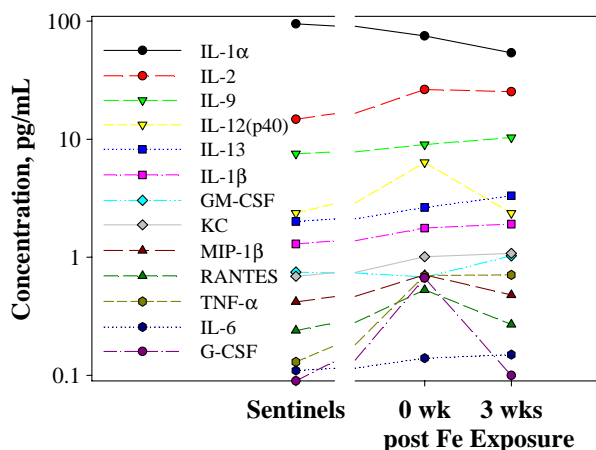 Concentration, pg/mL
100
10
1
0.1
IL-1α
IL-2
IL-9
IL-12(p40)
IL-13
IL-1β
GM-CSF
KC
MIP-1β
RANTES
TNF-α
IL-6
G-CSF
Sentinels 0 wk 3 wks
post Fe Exposure